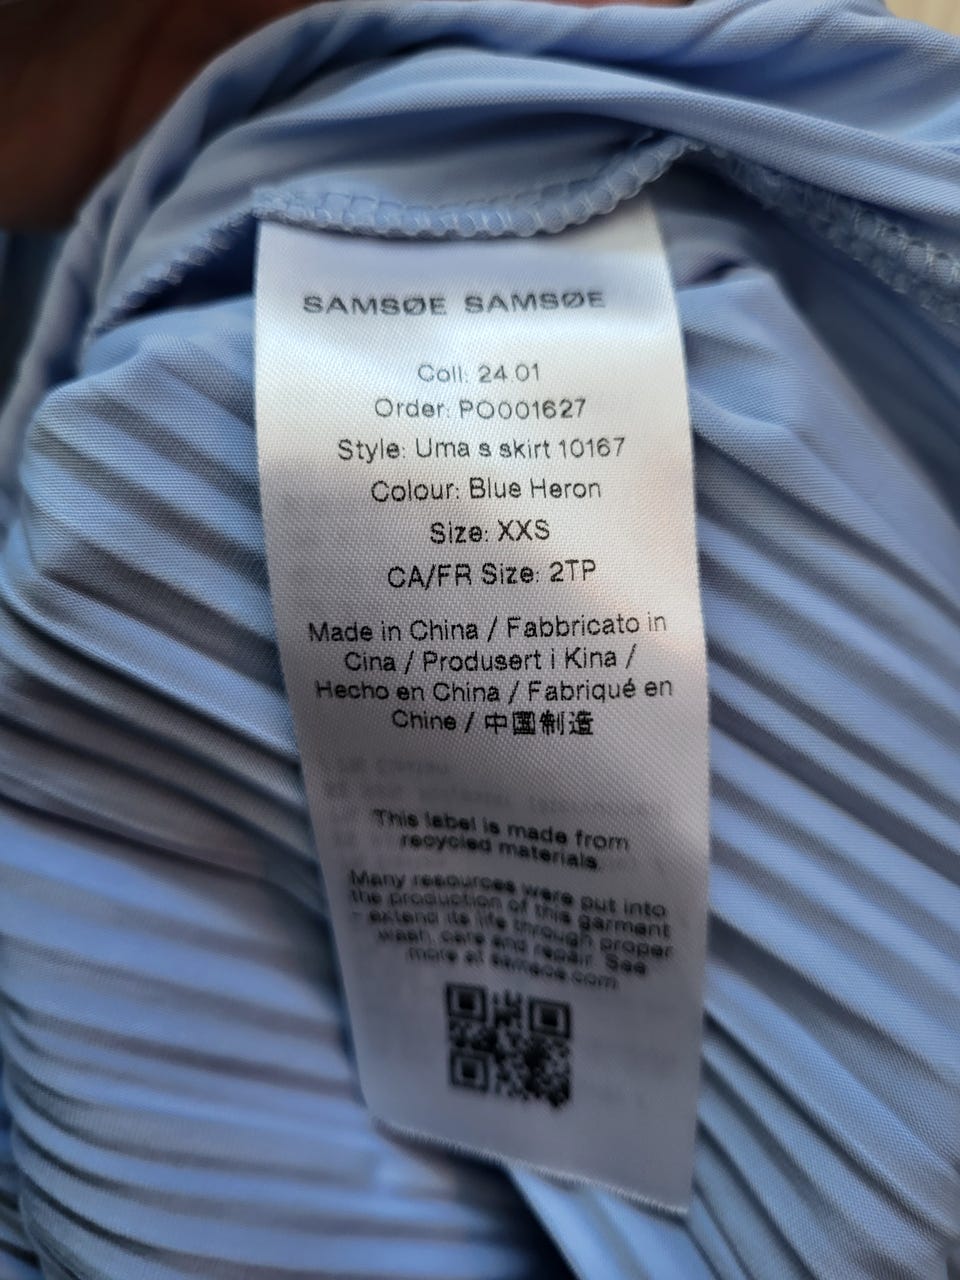 SAMSØE SAMSØE
Coll: 24.01
Order: PO001627
Style: Uma s skirt 10167
Colour: Blue Heron
Size: XXS
CA/FR Size: 2TP
Made in China / Fabbricato in
Cina / Produsert i Kina /
Hecho en China / Fabriqué en
Chine / 中国制造
This label is made from
recycled materials.
Many resources were put into
the production of this garment
- extend its life through proper
wash, care and repair. See
more at samsoe.com